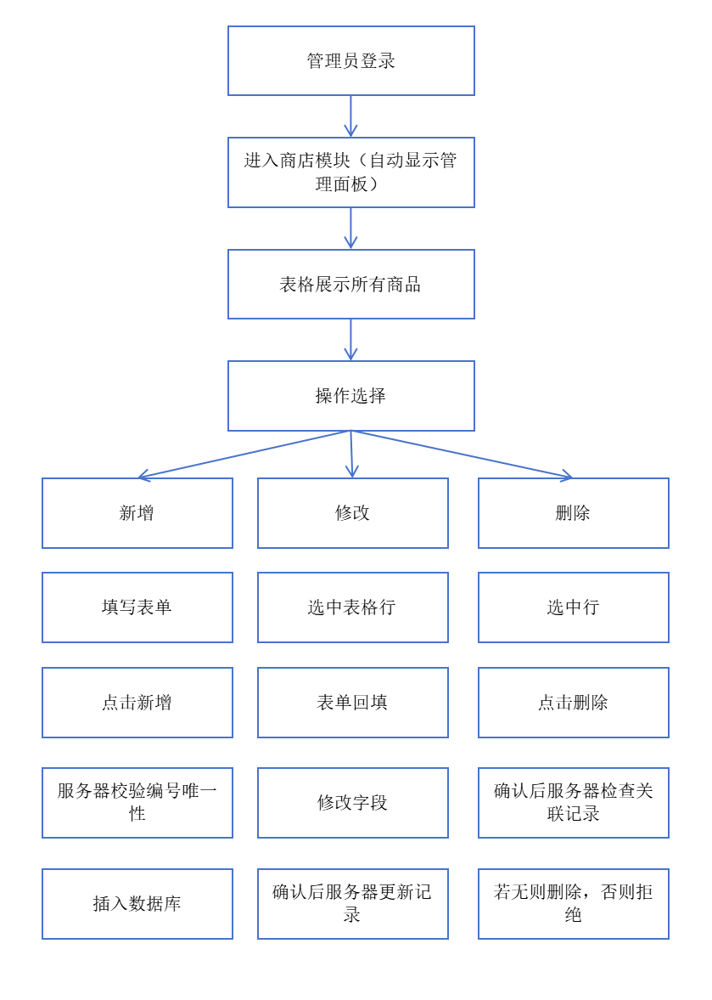 管理员登录
进入商店模块（自动显示管
理面板）
表格展示所有商品
操作选择
新增
修改
删除
填写表单
选中表格行
选中行
点击新增
表单回填
点击删除
服务器校验编号唯一
性
修改字段
确认后服务器检查关
联记录
插入数据库
确认后服务器更新记
录
若无则删除，否则拒
绝